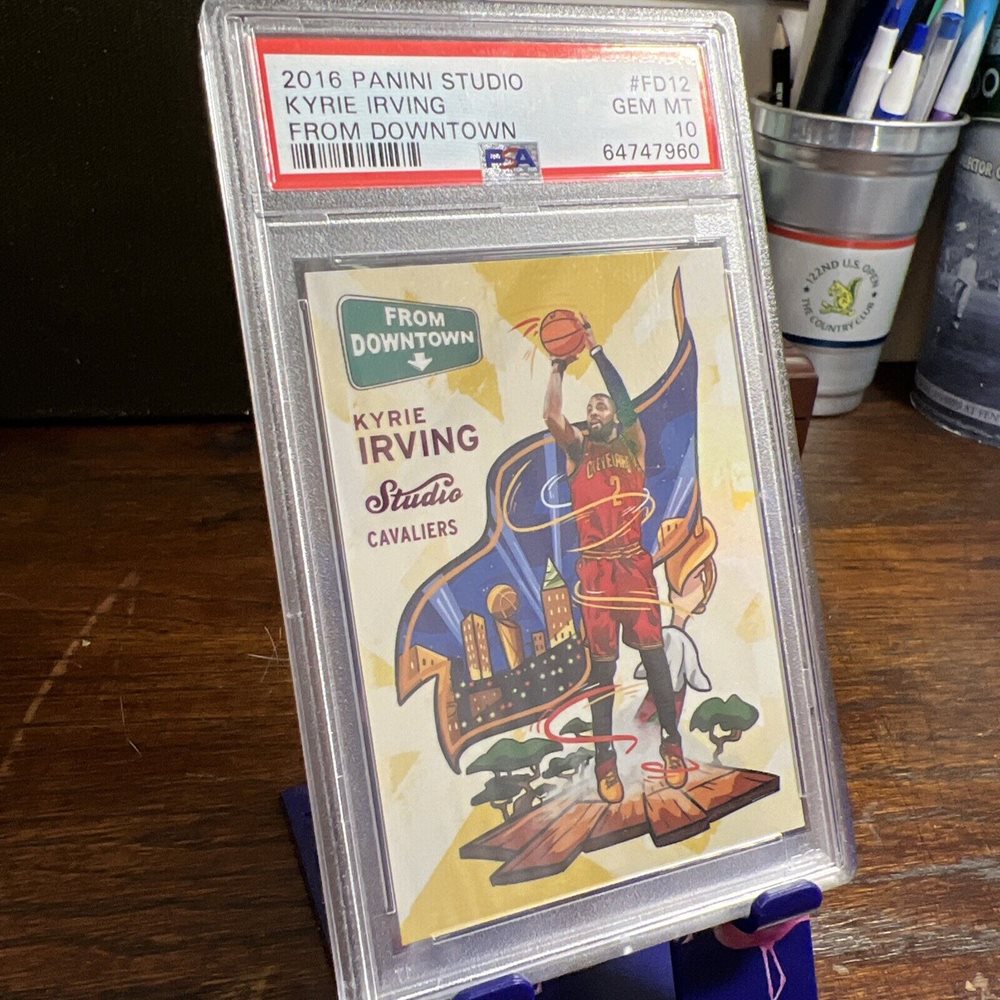 2016 PANINI STUDIO #FD12
KYRIE IRVING GEM MT
FROM DOWNTOWN 10
PSA 64747960
FROM
DOWNTOWN
KYRIE
IRVING
Studio
CAVALIERS
CLEVELAND
2
122ND U.S. OPEN
THE COUNTRY CLUB